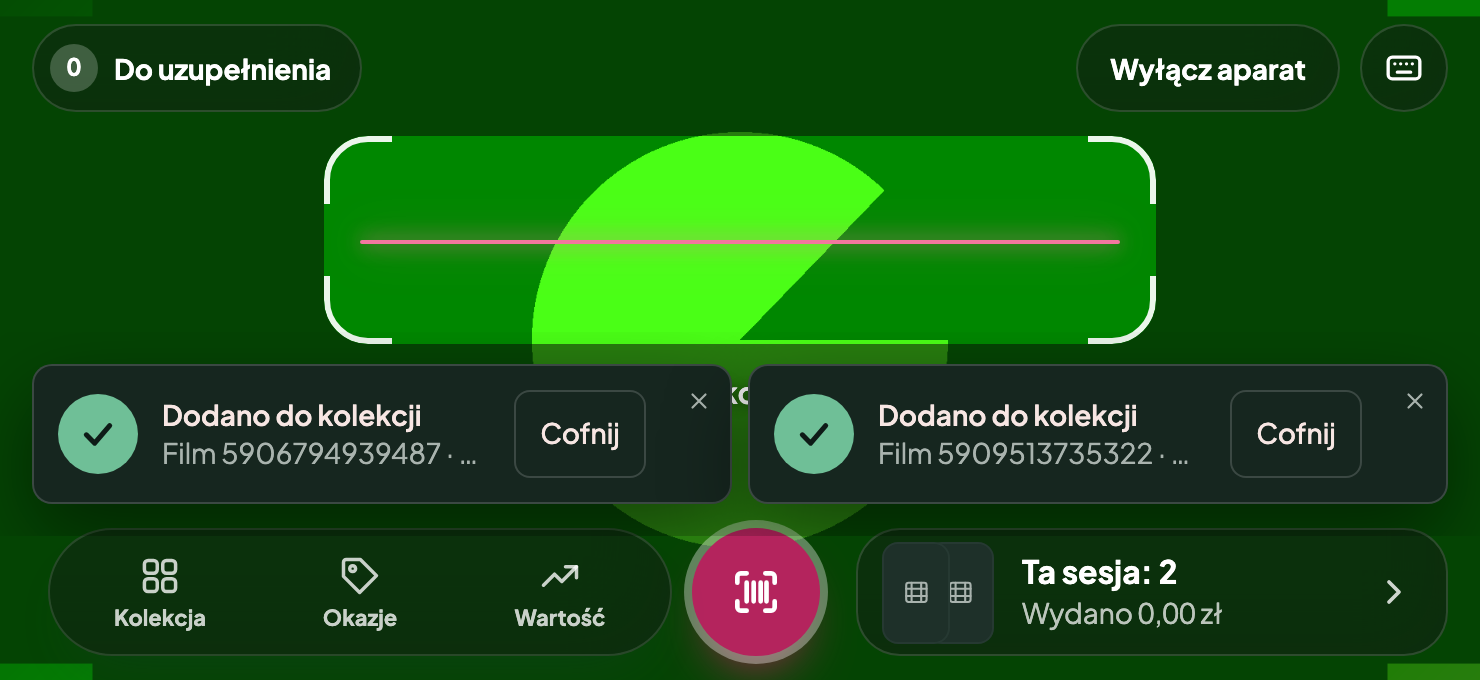 0 Do uzupełnienia
Wyłącz aparat
Dodano do kolekcji
Film 5906794939487 · ...
Cofnij
Dodano do kolekcji
Film 5909513735322 · ...
Cofnij
Kolekcja
Okazje
Wartość
Ta sesja: 2
Wydano 0,00 zł